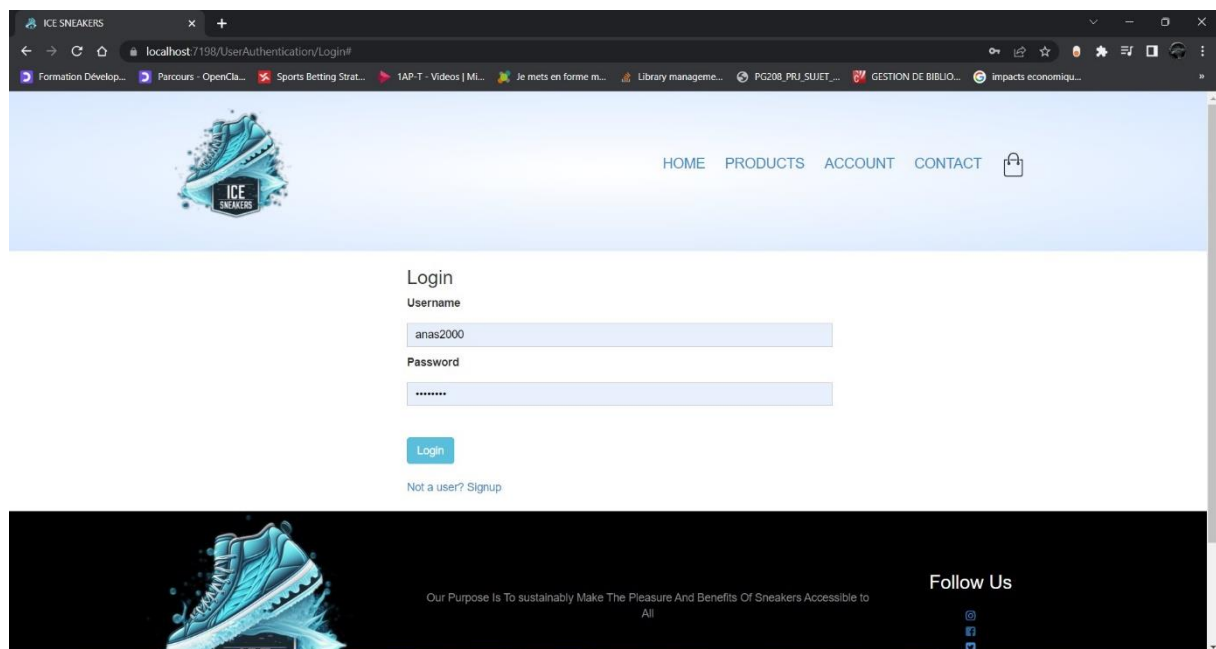 ICE SNEAKERS
localhost:7198/UserAuthentication/Login#
Formation Dévelop... Parcours - OpenCla... Sports Betting Strat... 1AP-T - Videos | Mi... Je mets en forme m... Library manageme... PG208_PRJ_SUJET_... GESTION DE BIBLIO... impacts economiqu... »
ICE
SNEAKERS
HOME PRODUCTS ACCOUNT CONTACT
Login
Username
anas2000
Password
••••••••
Login
Not a user? Signup
Follow Us
Our Purpose Is To sustainably Make The Pleasure And Benefits Of Sneakers Accessible to
All